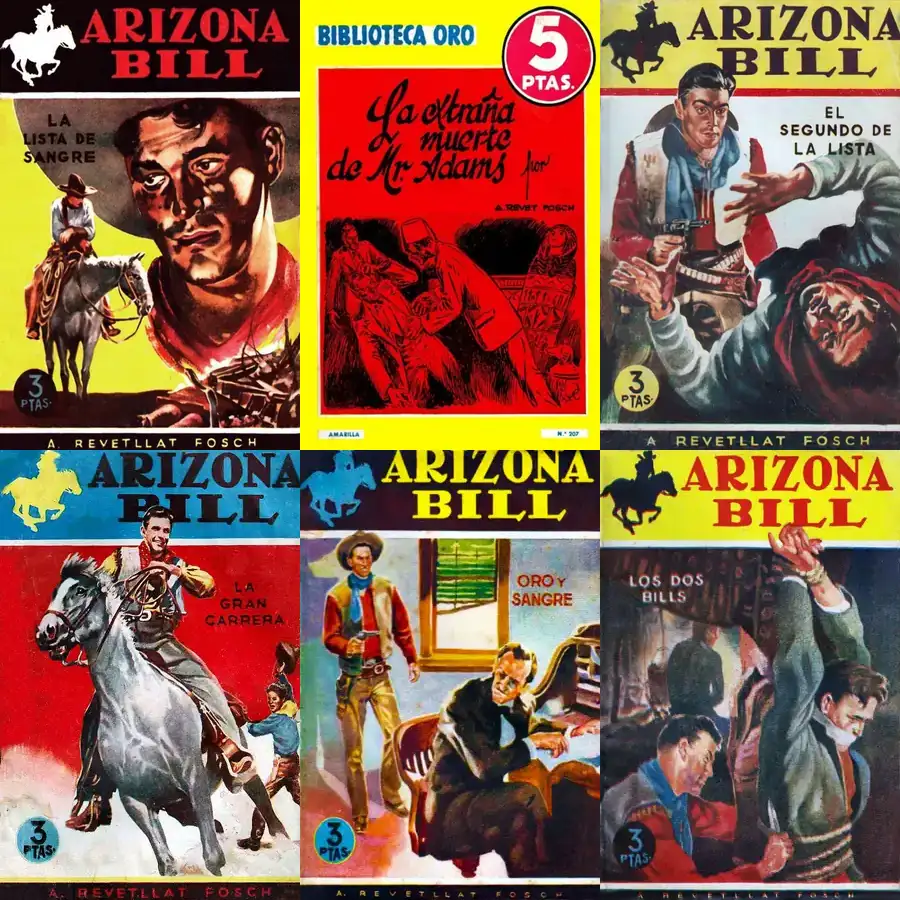 ARIZONA
BILL
LA
LISTA DE
SANGRE
3
PTAS.
A. REVETLLAT FOSCH
BIBLIOTECA ORO
5
PTAS.
La extraña
muerte
de Mr. Adams
por
A. REVET FOSCH
AMARILLA
N.º 207
ARIZONA
BILL
EL
SEGUNDO DE
LA LISTA
3
PTAS.
A REVETLLAT FOSCH
ARIZONA
BILL
LA
GRAN
CARRERA
3
PTAS.
A. REVETLLAT FOSCH
ARIZONA
BILL
ORO Y
SANGRE
3
PTAS.
A. REVETLLAT FOSCH
ARIZONA
BILL
LOS DOS
BILLS
3
PTAS.
A REVETLLAT FOSCH